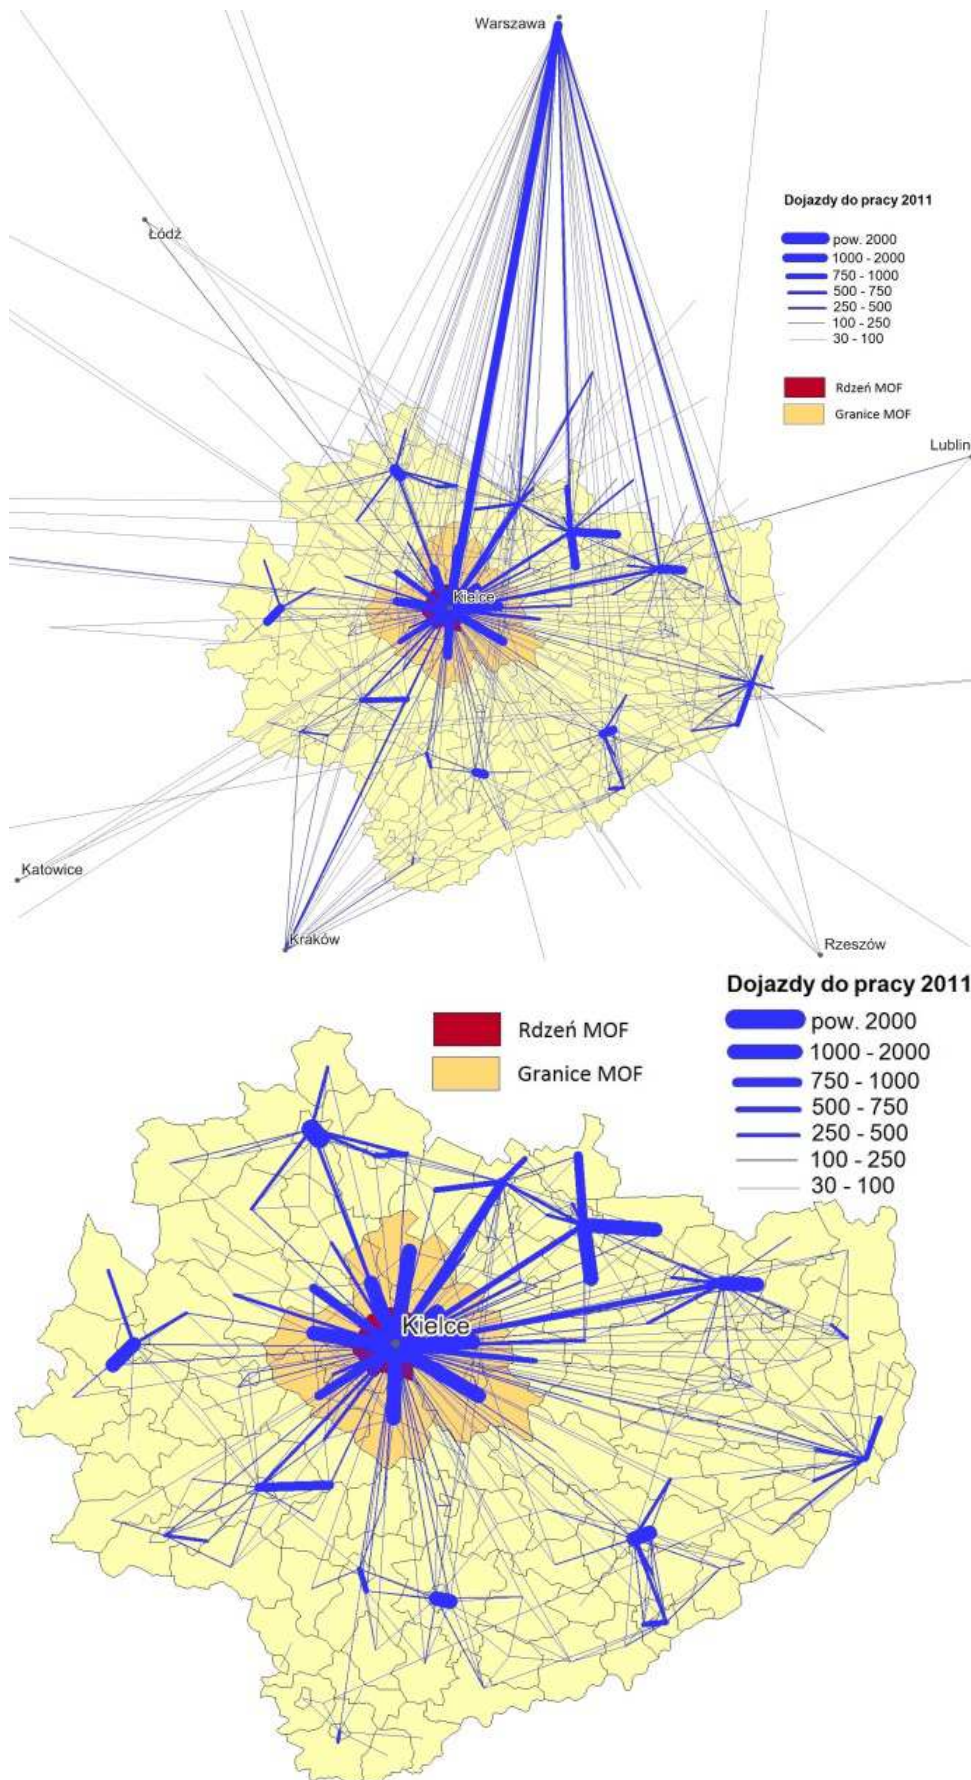 Warszawa
Dojazdy do pracy 2011
Łódź
pow. 2000
1000 - 2000
750 - 1000
500 - 750
250 - 500
100 - 250
30 - 100
Rdzeń MOF
Granice MOF
Lublin
Kielce
Katowice
Kraków
Rzeszów
Dojazdy do pracy 2011
Rdzeń MOF
Granice MOF
pow. 2000
1000 - 2000
750 - 1000
500 - 750
250 - 500
100 - 250
30 - 100
Kielce